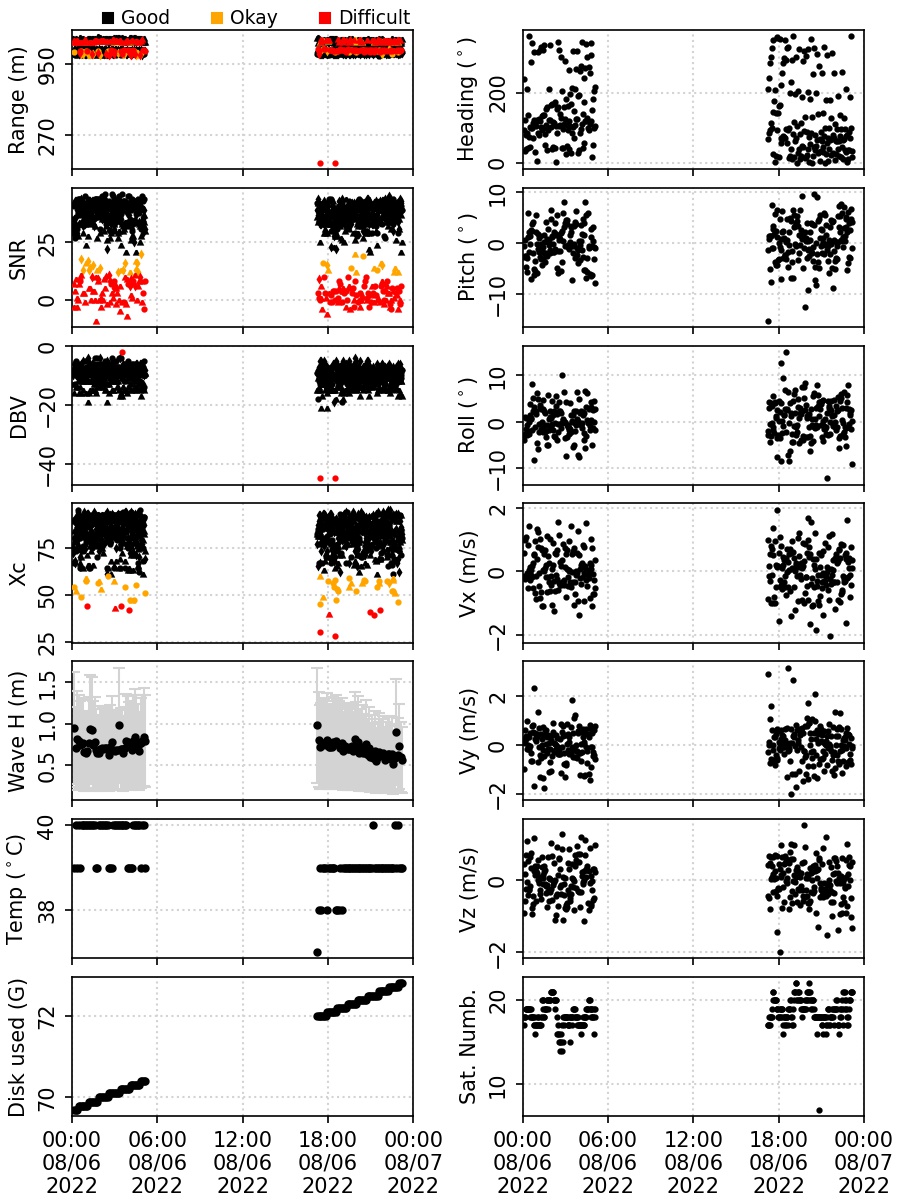 Good Okay Difficult
Range (m)
950
270
Heading (°)
200
0
SNR
25
0
Pitch (°)
10
0
−10
DBV
0
−20
−40
Roll (°)
10
0
−10
Xc
75
50
25
Vx (m/s)
2
0
−2
Wave H (m)
1.5
1.0
0.5
Vy (m/s)
2
0
−2
Temp (°C)
40
38
Vz (m/s)
0
−2
Disk used (G)
72
70
Sat. Numb.
20
10
00:00 06:00 12:00 18:00 00:00
08/06 08/06 08/06 08/06 08/07
2022 2022 2022 2022 2022
00:00 06:00 12:00 18:00 00:00
08/06 08/06 08/06 08/06 08/07
2022 2022 2022 2022 2022